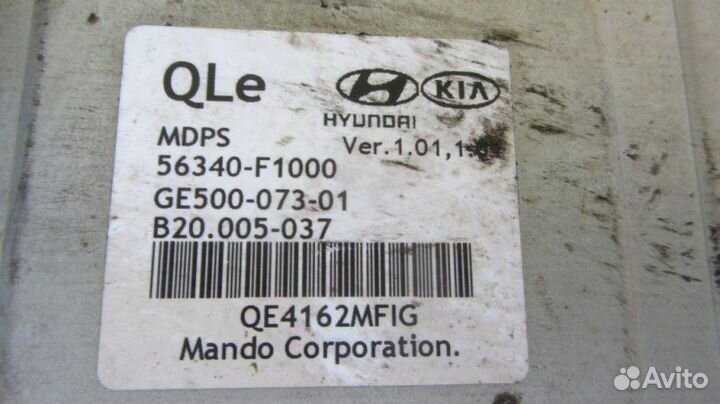 QLe
HYUNDAI
KIA
MDPS
Ver.1.01,
56340-F1000
GE500-073-01
B20.005-037
QE4162MFIG
Mando Corporation.
Avito